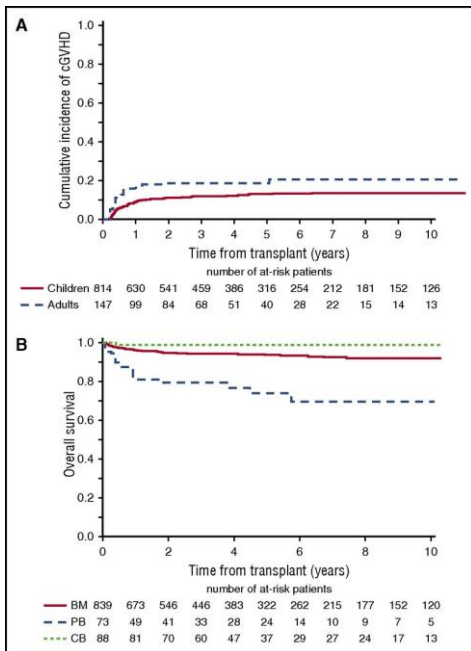 A
Cumulative incidence of cGVHD
1.0
0.8
0.6
0.4
0.2
0.0
0 1 2 3 4 5 6 7 8 9 10
Time from transplant (years)
number of at-risk patients
Children 814 630 541 459 386 316 254 212 181 152 126
Adults 147 99 84 68 51 40 28 22 15 14 13
B
Overall survival
1.0
0.8
0.6
0.4
0.2
0.0
0 2 4 6 8 10
Time from transplant (years)
number of at-risk patients
BM 839 673 546 446 383 322 262 215 177 152 120
PB 73 49 41 33 28 24 14 10 9 7 5
CB 88 81 70 60 47 37 29 27 24 17 13